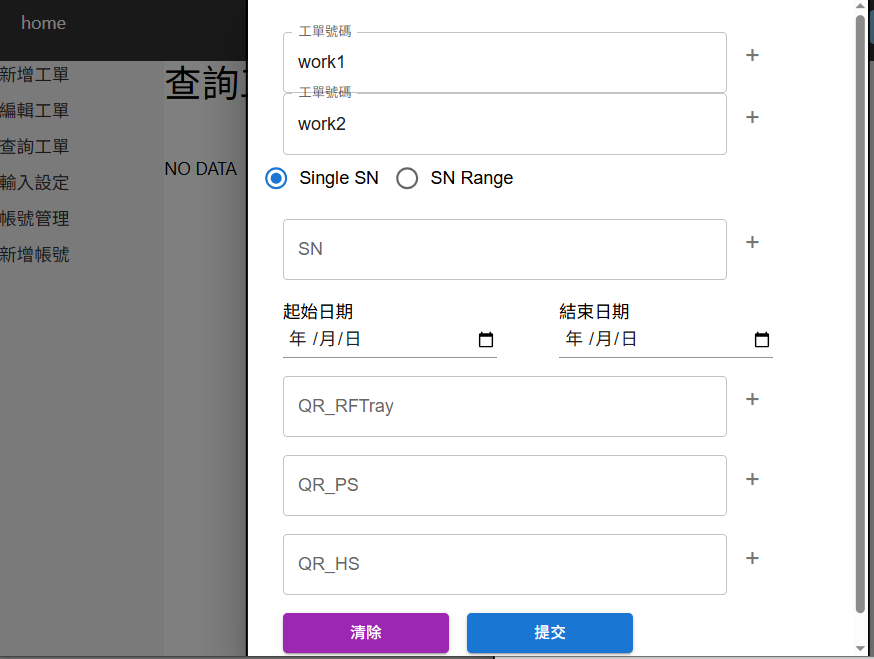 home
新增工單
編輯工單
查詢工單
輸入設定
帳號管理
新增帳號
查詢
NO DATA
工單號碼
work1
+
工單號碼
work2
+
Single SN SN Range
SN
+
起始日期 結束日期
年 /月/日 年 /月/日
QR_RFTray
+
QR_PS
+
QR_HS
+
清除 提交